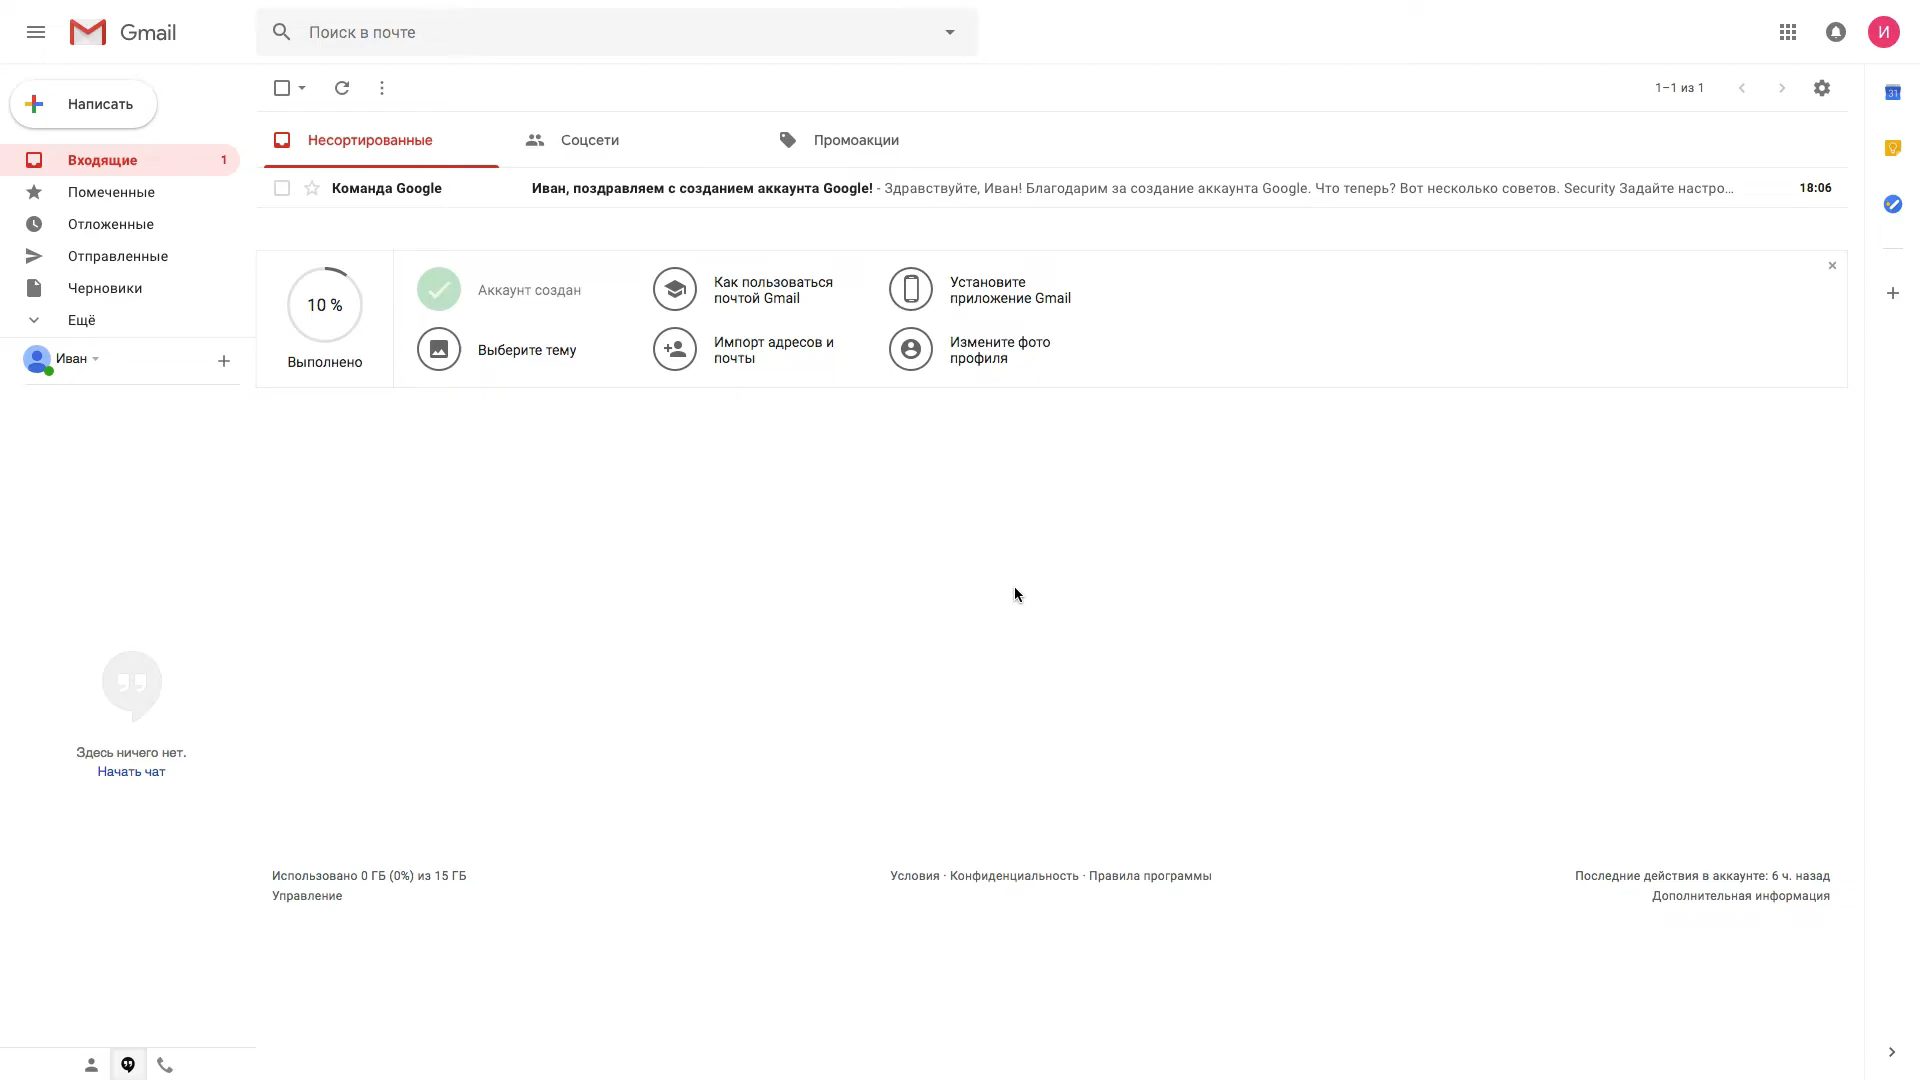 Gmail
Поиск в почте
И
Написать
1–1 из 1
31
Несортированные
Соцсети
Промоакции
Входящие 1
Помеченные
Отложенные
Отправленные
Черновики
Ещё
Команда Google Иван, поздравляем с созданием аккаунта Google! - Здравствуйте, Иван! Благодарим за создание аккаунта Google. Что теперь? Вот несколько советов. Security Задайте настро... 18:06
10 %
Выполнено
Аккаунт создан
Как пользоваться
почтой Gmail
Установите
приложение Gmail
Выберите тему
Импорт адресов и
почты
Измените фото
профиля
Иван
Здесь ничего нет.
Начать чат
Использовано 0 ГБ (0%) из 15 ГБ
Управление
Условия · Конфиденциальность · Правила программы
Последние действия в аккаунте: 6 ч. назад
Дополнительная информация